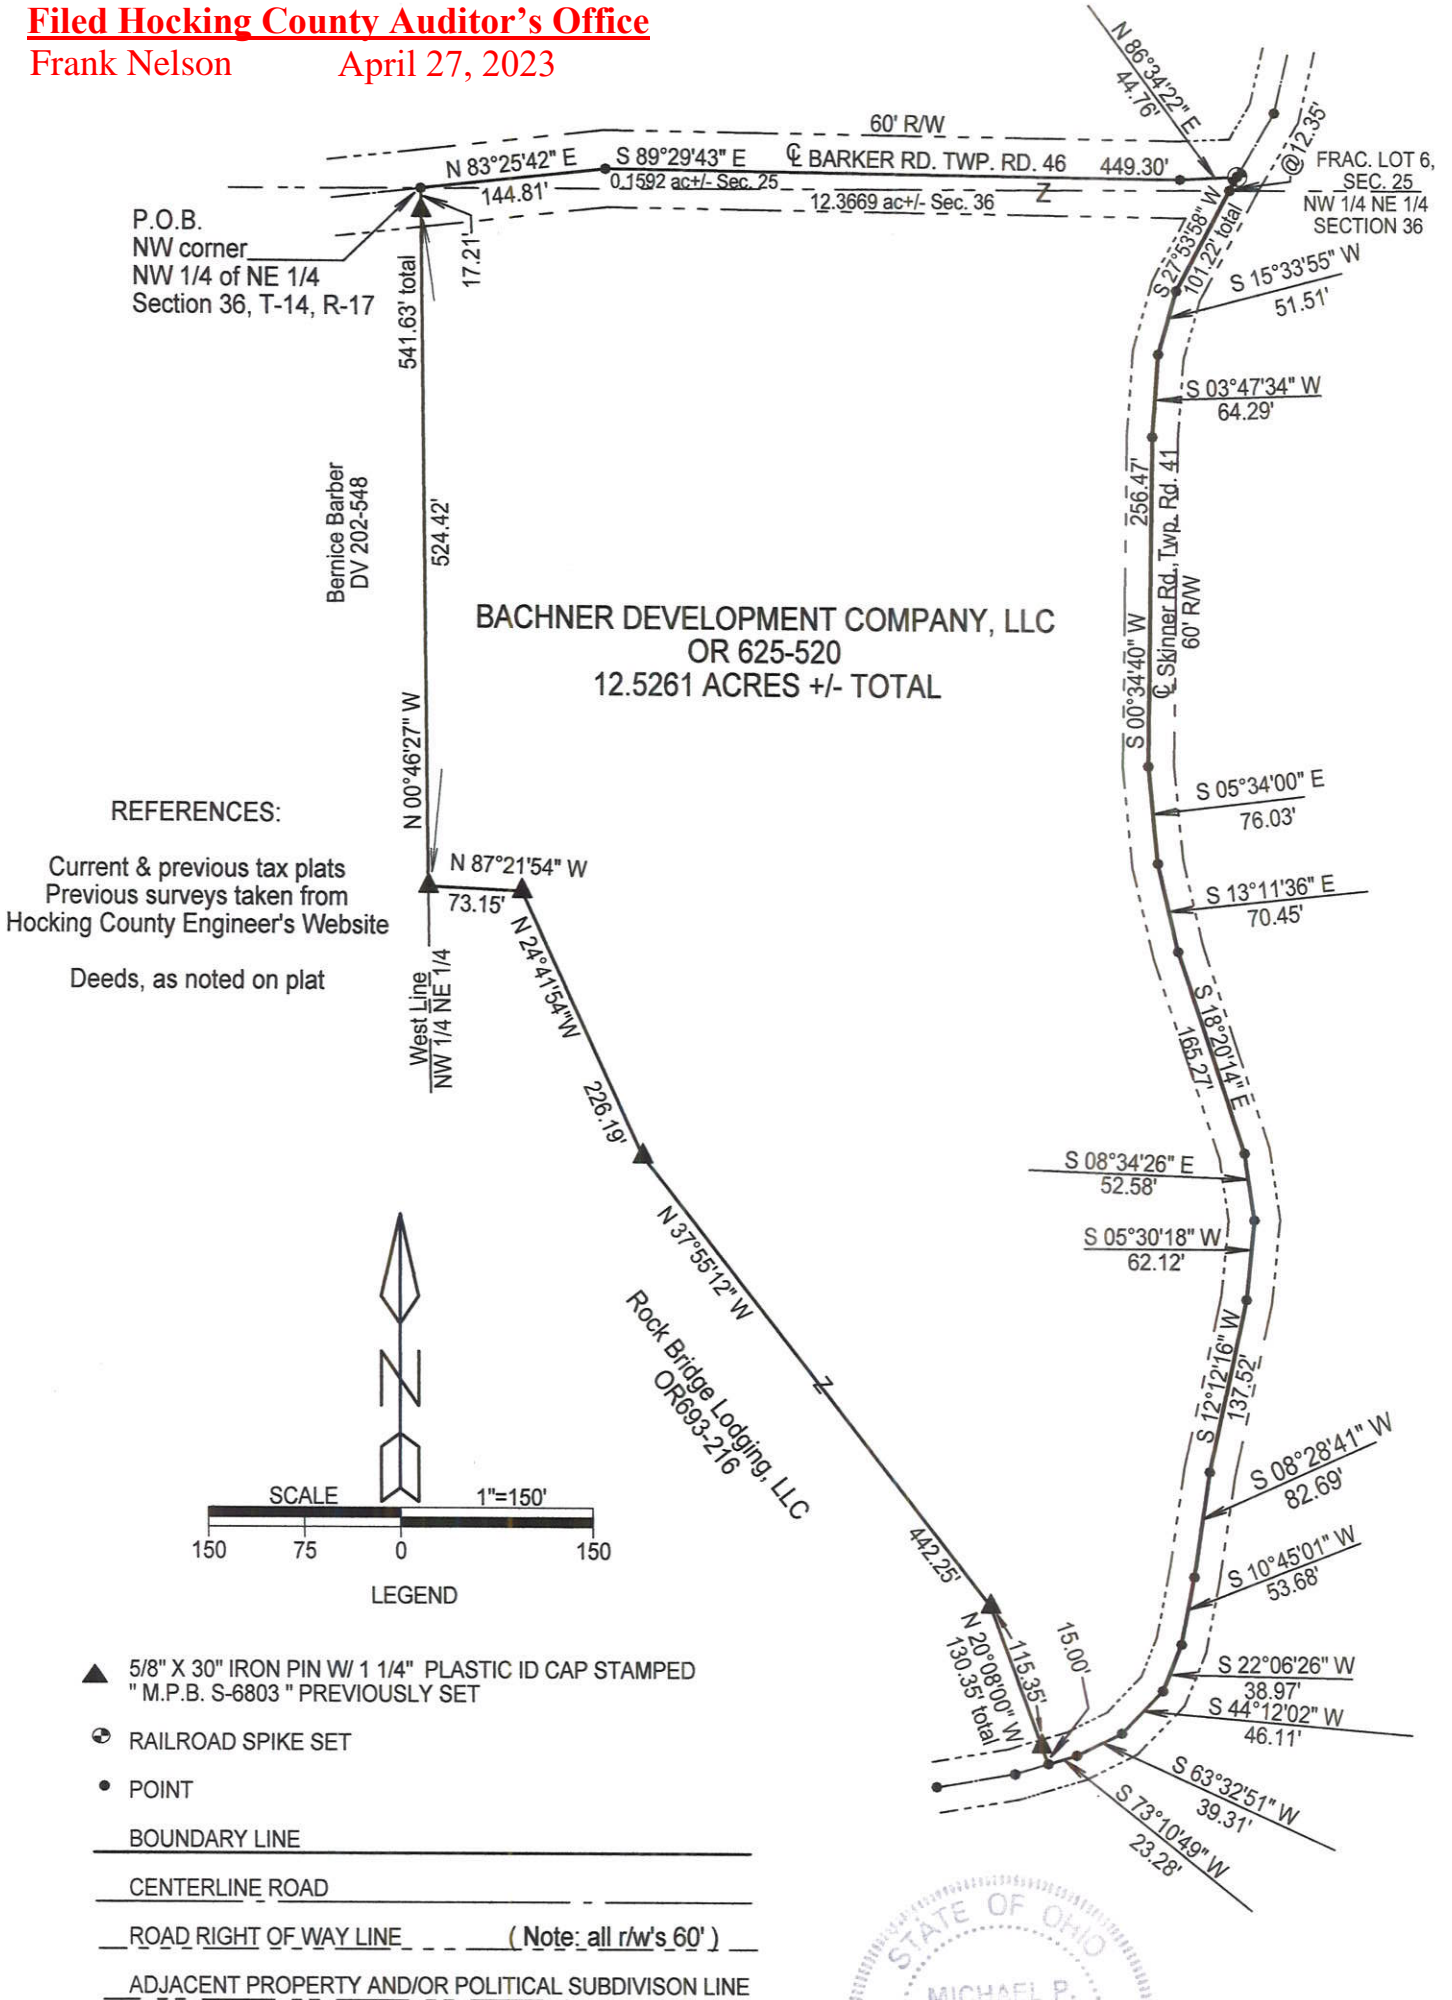 Filed Hocking County Auditor's Office
Frank Nelson April 27, 2023
N 86°34'22" E
44.76'
60' R/W
@12.35'
N 83°25'42" E
144.81'
S 89°29'43" E
℄ BARKER RD. TWP. RD. 46
449.30'
0.1592 ac+/- Sec. 25
12.3669 ac+/- Sec. 36
Z
FRAC. LOT 6,
SEC. 25
NW 1/4 NE 1/4
SECTION 36
P.O.B.
NW corner
NW 1/4 of NE 1/4
Section 36, T-14, R-17
17.21'
541.63' total
S 27°53'58" W
101.22' total
S 15°33'55" W
51.51'
S 03°47'34" W
64.29'
Bernice Barber
DV 202-548
524.42'
N 00°46'27" W
256.47'
S 00°34'40" W
℄ Skinner Rd. Twp. Rd. 41
60' R/W
BACHNER DEVELOPMENT COMPANY, LLC
OR 625-520
12.5261 ACRES +/- TOTAL
S 05°34'00" E
76.03'
REFERENCES:
Current & previous tax plats
Previous surveys taken from
Hocking County Engineer's Website
Deeds, as noted on plat
N 87°21'54" W
73.15'
S 13°11'36" E
70.45'
N 24°41'54"W
226.19'
West Line
NW 1/4 NE 1/4
S 18°20'14" E
165.27'
S 08°34'26" E
52.58'
S 05°30'18" W
62.12'
N 37°55'12" W
442.25'
Z
Rock Bridge Lodging, LLC
OR693-216
S 12°12'16" W
137.52'
S 08°28'41" W
82.69'
S 10°45'01" W
53.68'
N
SCALE 1"=150'
150 75 0 150
LEGEND
N 20°08'00" W
130.35' total
115.35'
15.00'
S 22°06'26" W
38.97'
S 44°12'02" W
46.11'
S 63°32'51" W
39.31'
S 73°10'49" W
23.28'
5/8" X 30" IRON PIN W/ 1 1/4" PLASTIC ID CAP STAMPED
" M.P.B. S-6803 " PREVIOUSLY SET
RAILROAD SPIKE SET
POINT
BOUNDARY LINE
CENTERLINE ROAD
ROAD RIGHT OF WAY LINE ( Note: all r/w's 60' )
ADJACENT PROPERTY AND/OR POLITICAL SUBDIVISON LINE
STATE OF OHIO
MICHAEL P.